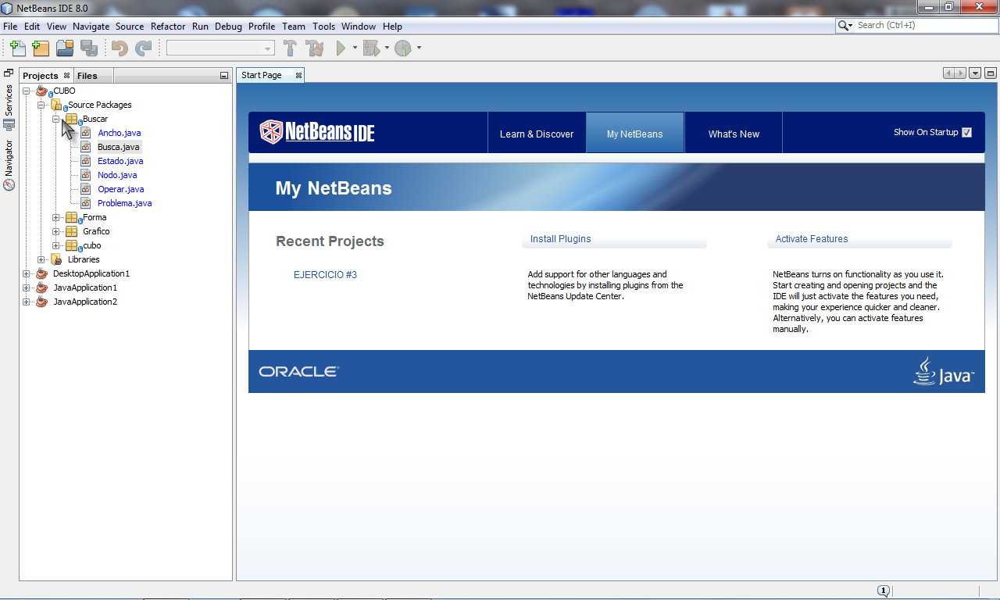 NetBeans IDE 8.0
File Edit View Navigate Source Refactor Run Debug Profile Team Tools Window Help
Search (Ctrl+I)
Services
Navigator
Projects Files
CUBO
Source Packages
Buscar
Ancho.java
Busca.java
Estado.java
Nodo.java
Operar.java
Problema.java
Forma
Grafico
cubo
Libraries
DesktopApplication1
JavaApplication1
JavaApplication2
Start Page
NetBeans IDE
Learn & Discover
My NetBeans
What's New
Show On Startup
My NetBeans
Recent Projects
EJERCICIO #3
Install Plugins
Add support for other languages and
technologies by installing plugins from the
NetBeans Update Center.
Activate Features
NetBeans turns on functionality as you use it.
Start creating and opening projects and the
IDE will just activate the features you need,
making your experience quicker and cleaner.
Alternatively, you can activate features
manually.
ORACLE
Java
1